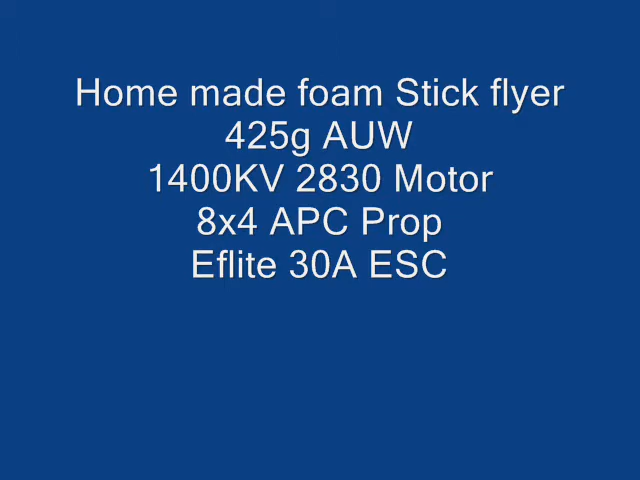 Home made foam Stick flyer
425g AUW
1400KV 2830 Motor
8x4 APC Prop
Eflite 30A ESC